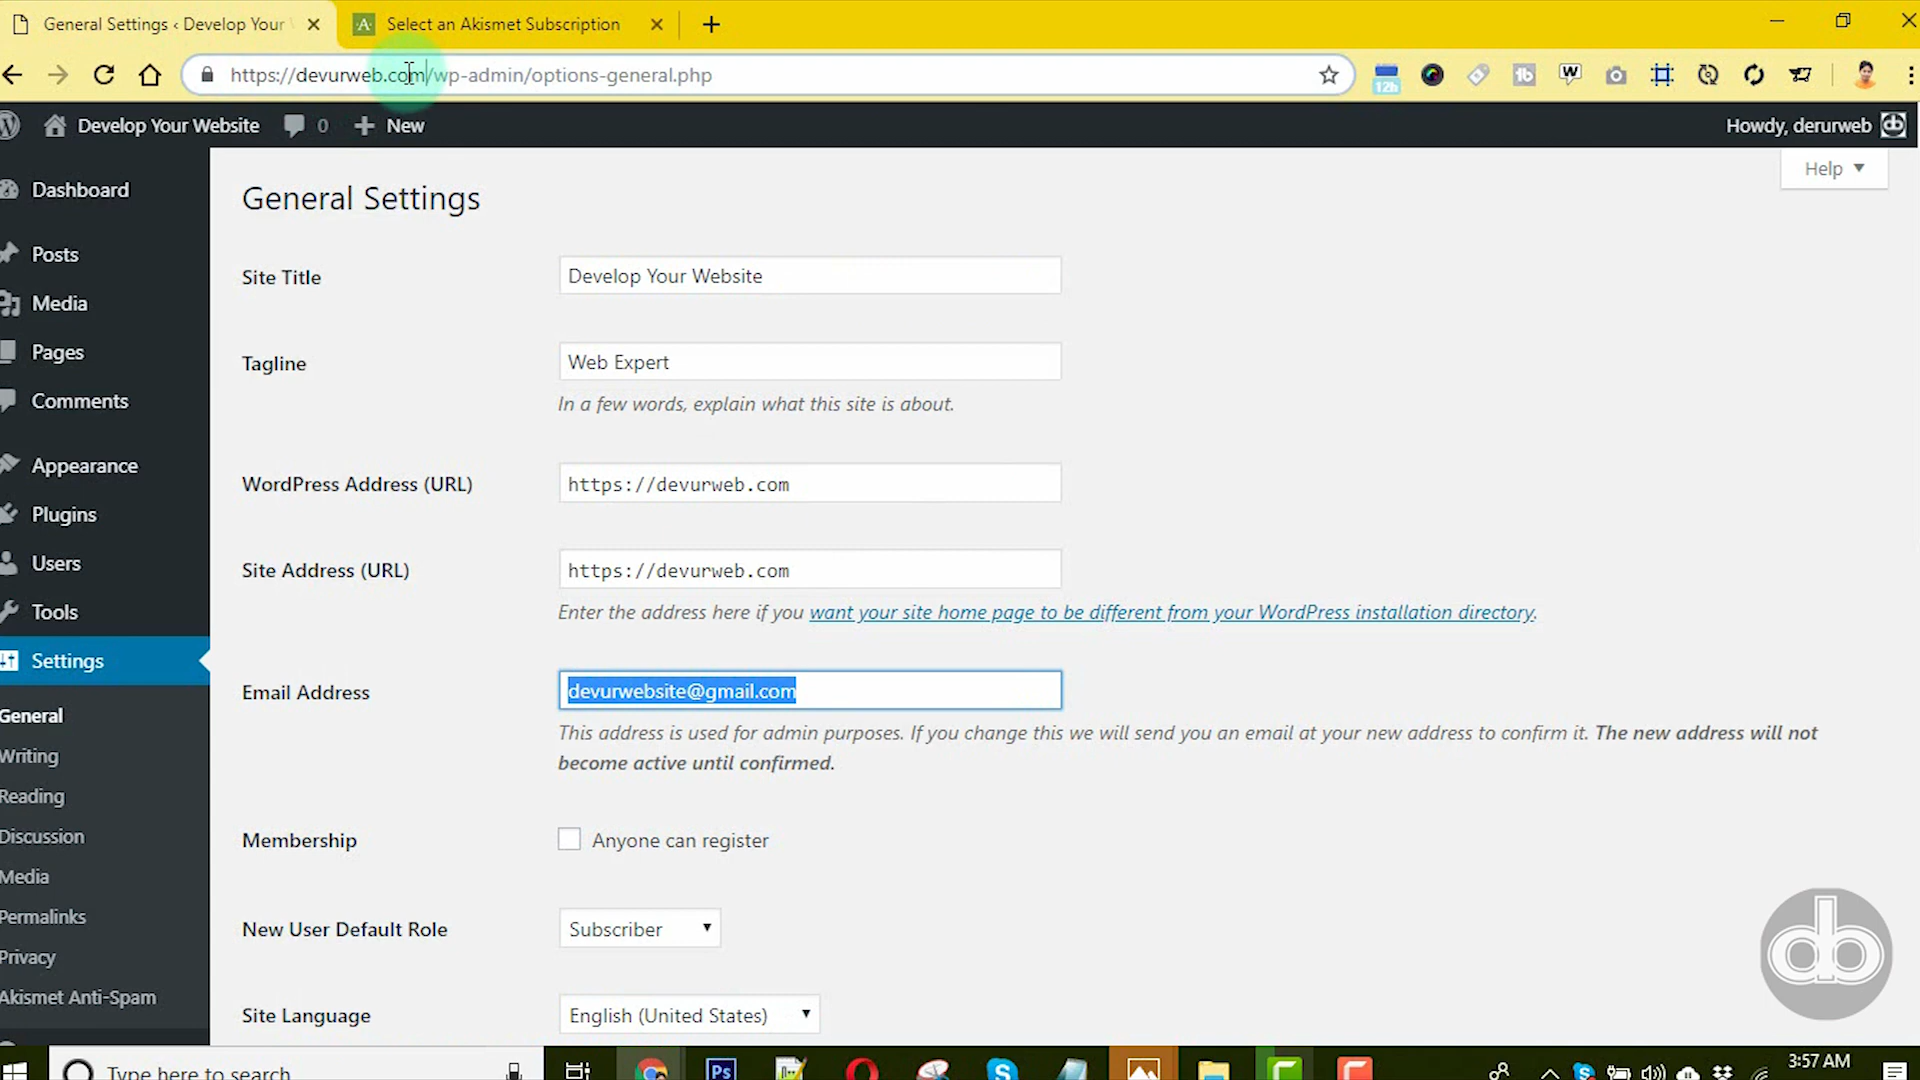 General Settings ‹ Develop Your
Select an Akismet Subscription
https://devurweb.com/wp-admin/options-general.php
12h
Develop Your Website
0
New
Howdy, derurweb
Help
Dashboard
Posts
Media
Pages
Comments
Appearance
Plugins
Users
Tools
Settings
General
Writing
Reading
Discussion
Media
Permalinks
Privacy
Akismet Anti-Spam
General Settings
Site Title
Develop Your Website
Tagline
Web Expert
In a few words, explain what this site is about.
WordPress Address (URL)
https://devurweb.com
Site Address (URL)
https://devurweb.com
Enter the address here if you want your site home page to be different from your WordPress installation directory.
Email Address
devurwebsite@gmail.com
This address is used for admin purposes. If you change this we will send you an email at your new address to confirm it. The new address will not
become active until confirmed.
Membership
Anyone can register
New User Default Role
Subscriber
Site Language
English (United States)
db
Type here to search
Ps
3:57 AM